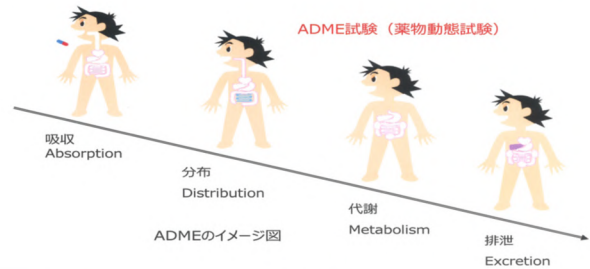 ADME試験（薬物動態試験）
吸収
Absorption
分布
Distribution
代謝
Metabolism
排泄
Excretion
ADMEのイメージ図